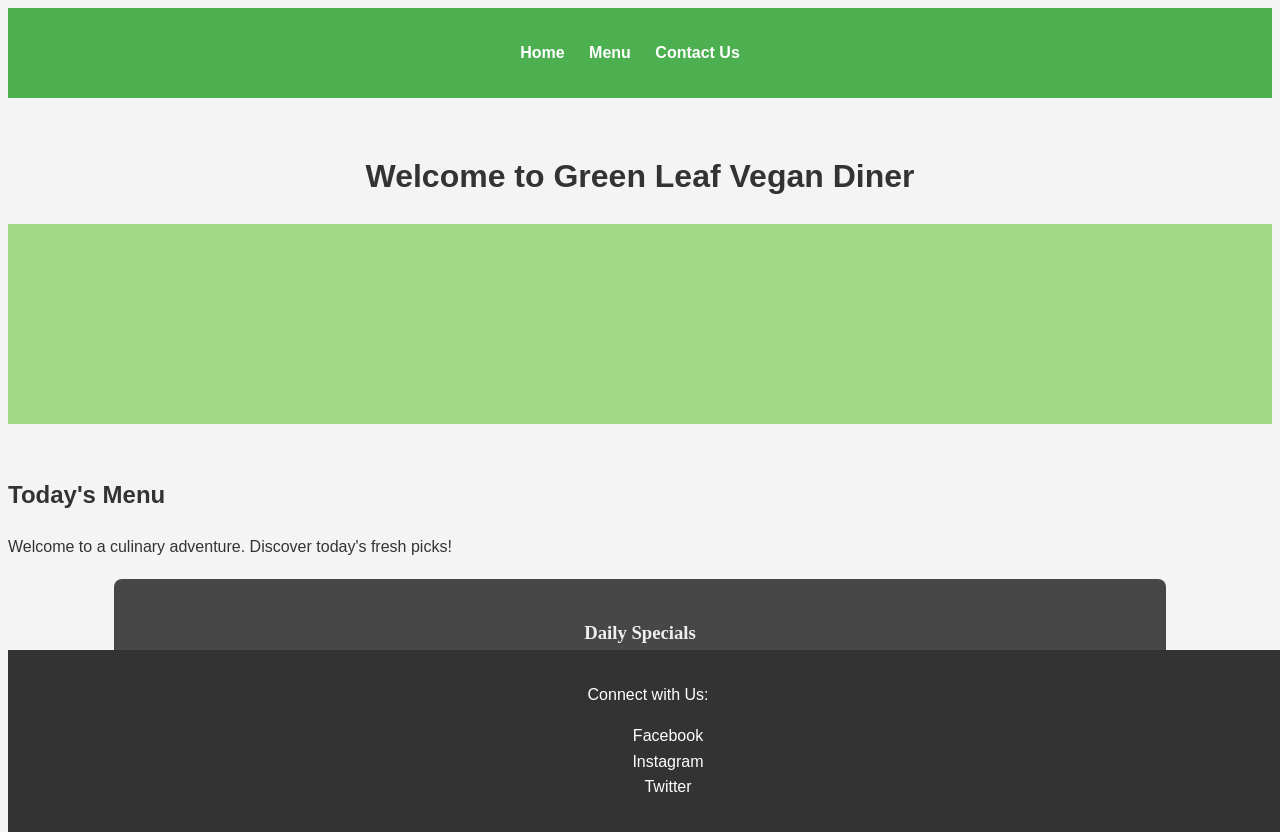 Home Menu Contact Us
Welcome to Green Leaf Vegan Diner
Today's Menu
Welcome to a culinary adventure. Discover today's fresh picks!
Daily Specials
Connect with Us:
Facebook
Instagram
Twitter